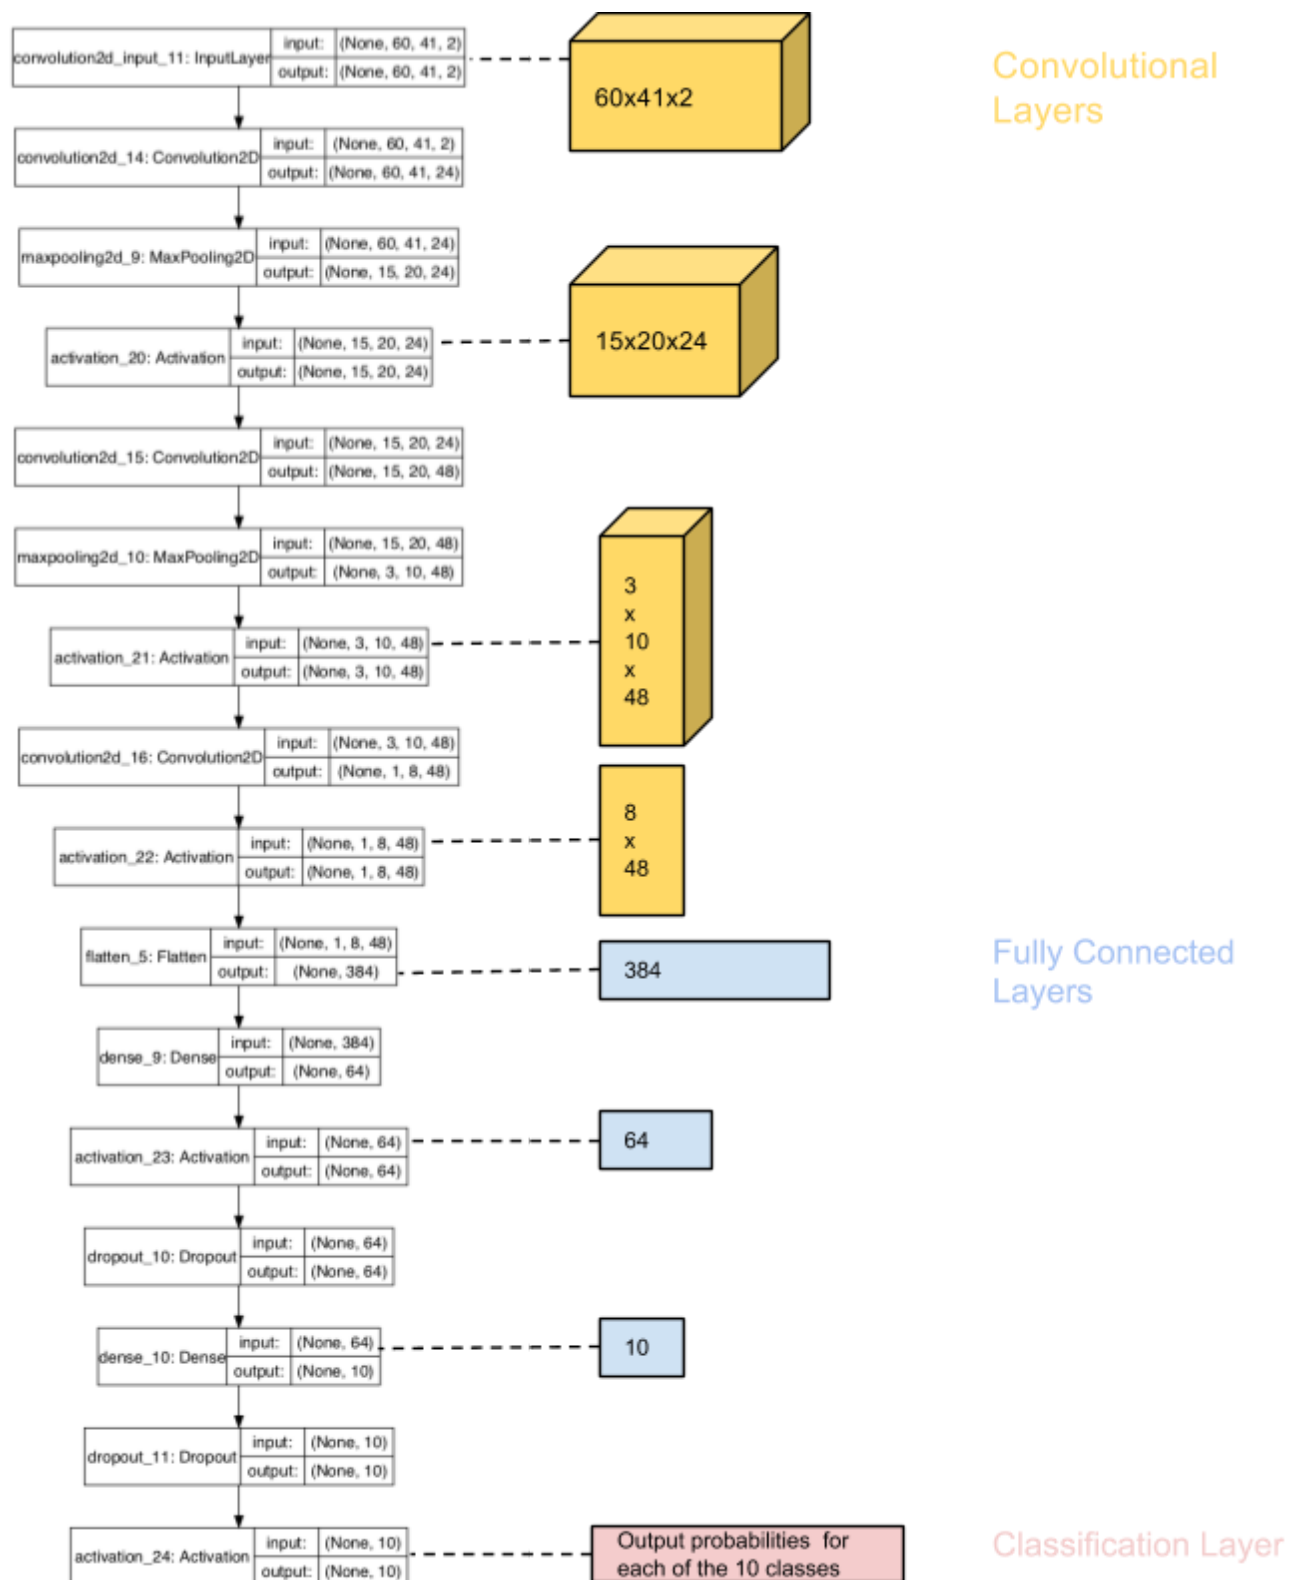 convolution2d_input_11: InputLayer
input: (None, 60, 41, 2)
output: (None, 60, 41, 2)
60x41x2
Convolutional
Layers
convolution2d_14: Convolution2D
input: (None, 60, 41, 2)
output: (None, 60, 41, 24)
maxpooling2d_9: MaxPooling2D
input: (None, 60, 41, 24)
output: (None, 15, 20, 24)
activation_20: Activation
input: (None, 15, 20, 24)
output: (None, 15, 20, 24)
15x20x24
convolution2d_15: Convolution2D
input: (None, 15, 20, 24)
output: (None, 15, 20, 48)
maxpooling2d_10: MaxPooling2D
input: (None, 15, 20, 48)
output: (None, 3, 10, 48)
activation_21: Activation
input: (None, 3, 10, 48)
output: (None, 3, 10, 48)
3
x
10
x
48
convolution2d_16: Convolution2D
input: (None, 3, 10, 48)
output: (None, 1, 8, 48)
activation_22: Activation
input: (None, 1, 8, 48)
output: (None, 1, 8, 48)
8
x
48
flatten_5: Flatten
input: (None, 1, 8, 48)
output: (None, 384)
384
Fully Connected
Layers
dense_9: Dense
input: (None, 384)
output: (None, 64)
activation_23: Activation
input: (None, 64)
output: (None, 64)
64
dropout_10: Dropout
input: (None, 64)
output: (None, 64)
dense_10: Dense
input: (None, 64)
output: (None, 10)
10
dropout_11: Dropout
input: (None, 10)
output: (None, 10)
activation_24: Activation
input: (None, 10)
output: (None, 10)
Output probabilities for
each of the 10 classes
Classification Layer